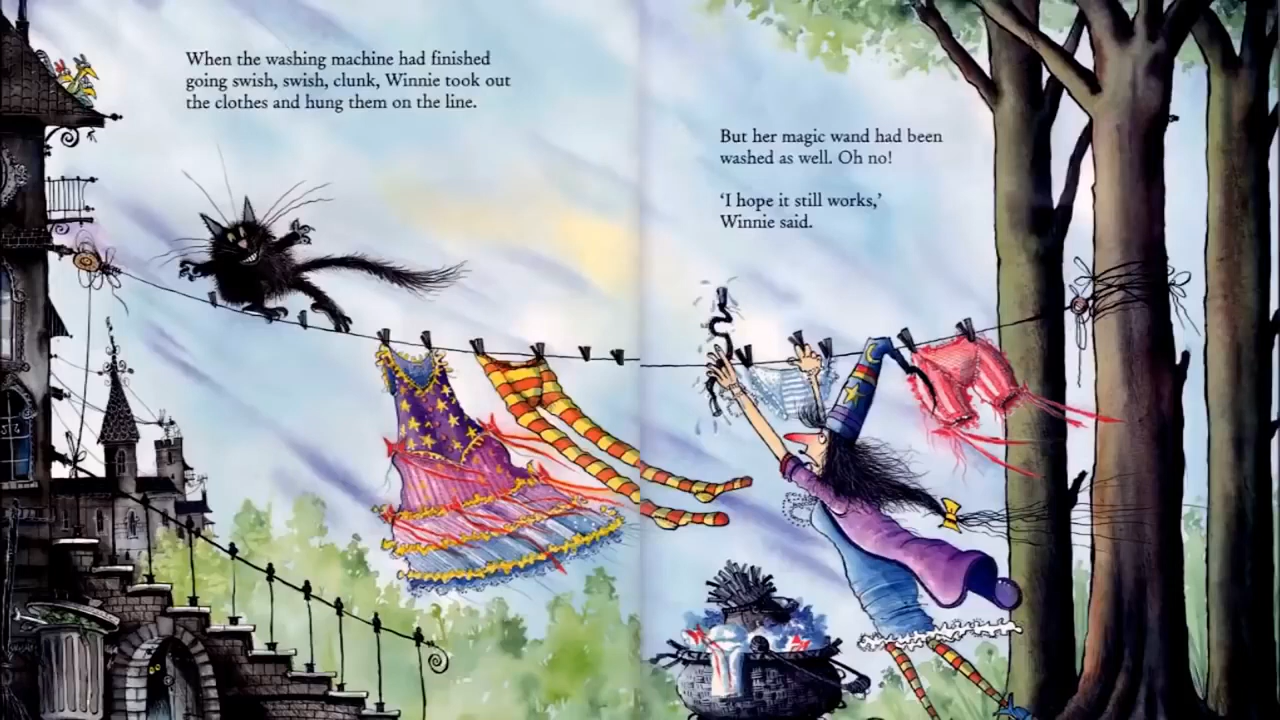 When the washing machine had finished
going swish, swish, clunk, Winnie took out
the clothes and hung them on the line.
But her magic wand had been
washed as well. Oh no!
‘I hope it still works,’
Winnie said.